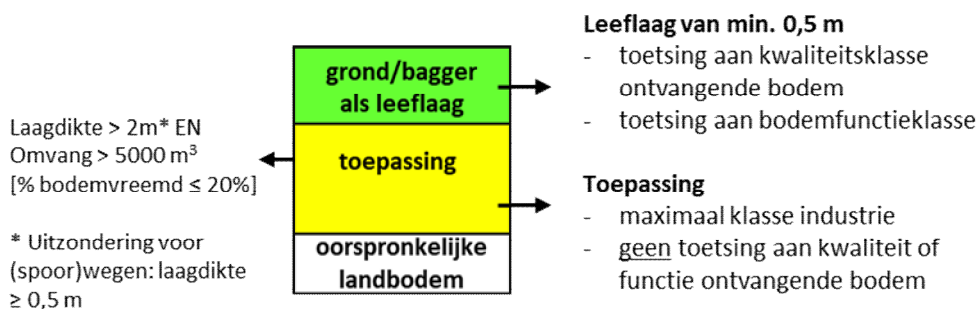 Laagdikte > 2m* EN
Omvang > 5000 m³
[% bodemvreemd ≤ 20%]
* Uitzondering voor
(spoor)wegen: laagdikte
≥ 0,5 m
grond/bagger
als leeflaag
toepassing
oorspronkelijke
landbodem
Leeflaag van min. 0,5 m
- toetsing aan kwaliteitsklasse
ontvangende bodem
- toetsing aan bodemfunctieklasse
Toepassing
- maximaal klasse industrie
- geen toetsing aan kwaliteit of
functie ontvangende bodem